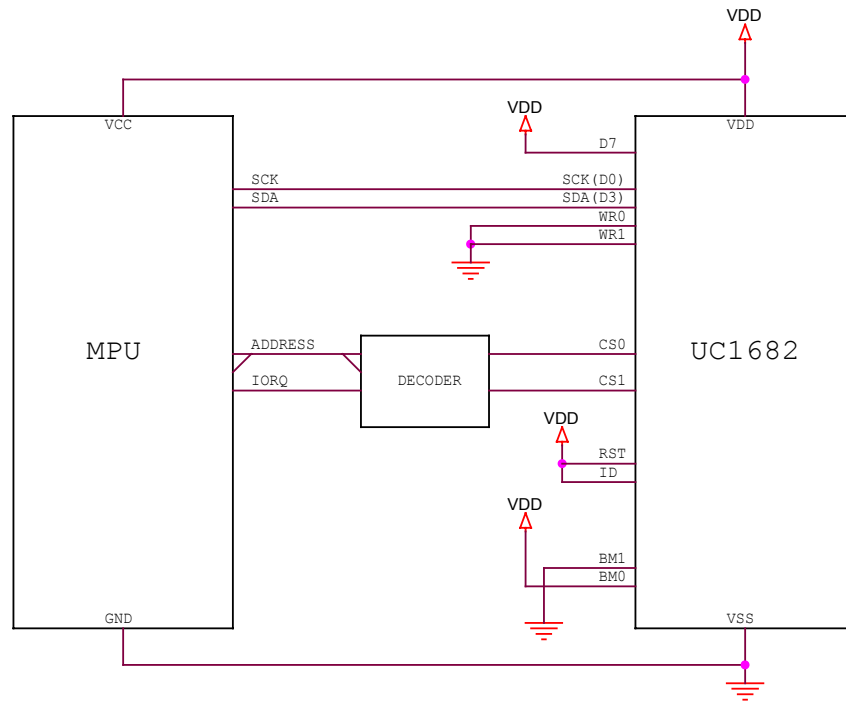 VDD
VCC
VDD
VDD
D7
SCK
SCK(D0)
SDA
SDA(D3)
WR0
WR1
MPU
ADDRESS
IORQ
DECODER
CS0
CS1
UC1682
VDD
RST
ID
VDD
BM1
BM0
GND
VSS